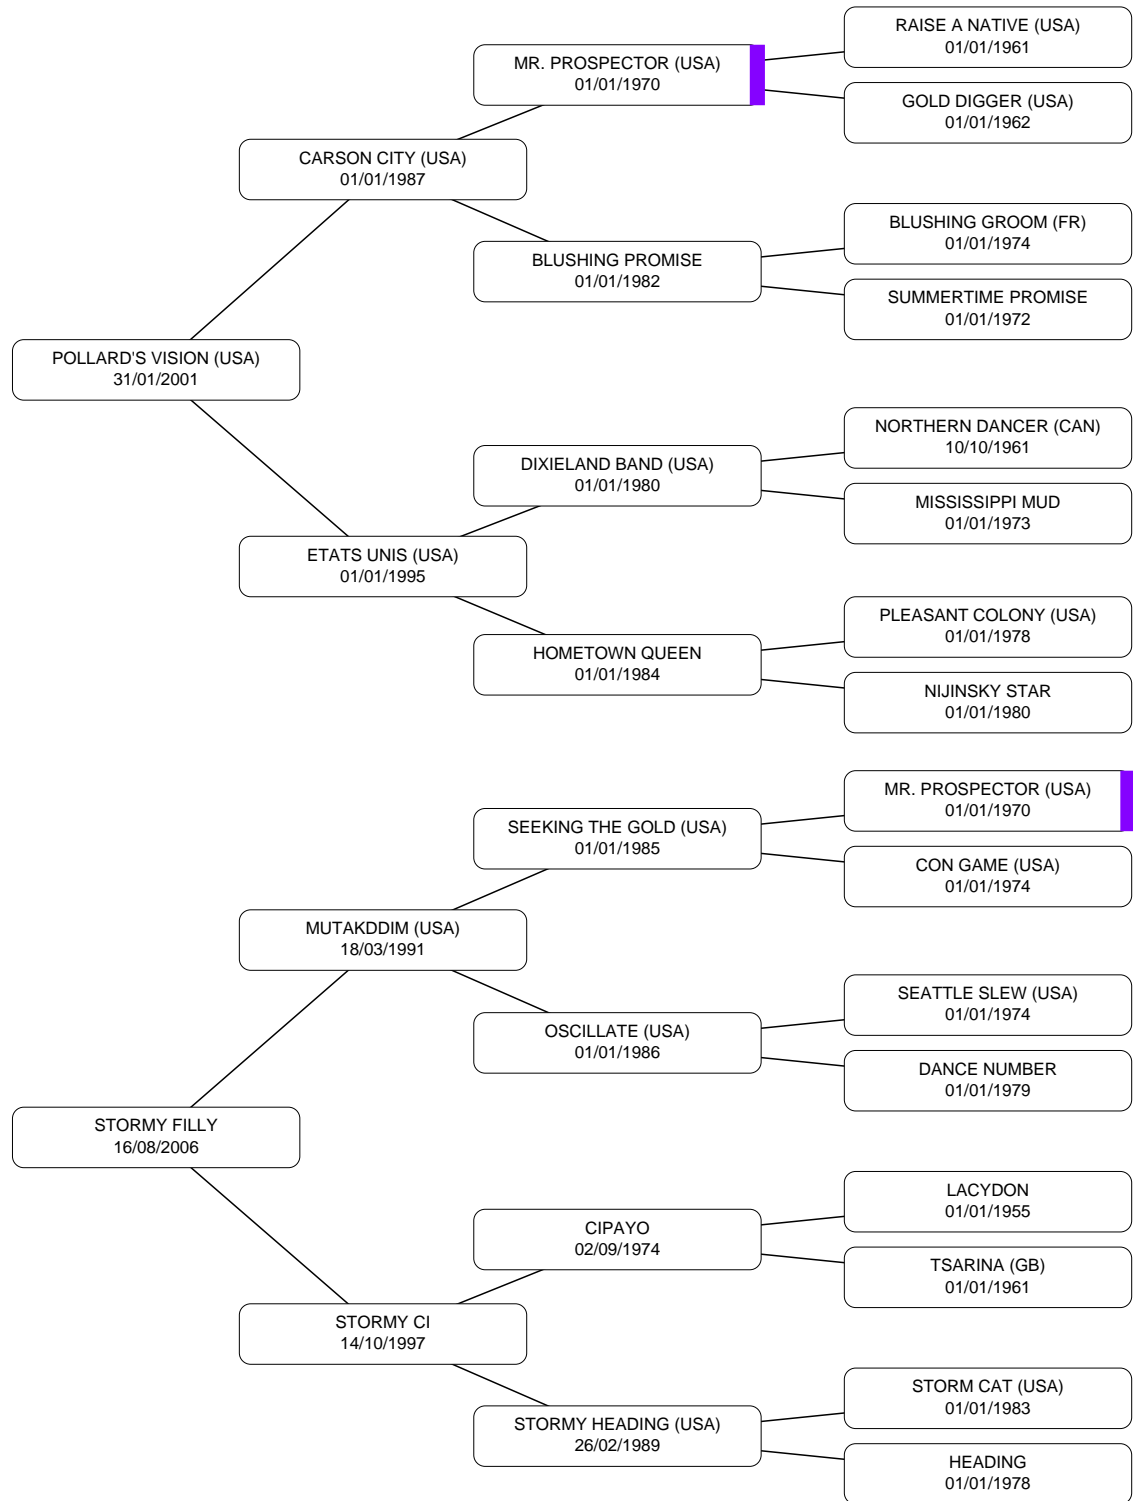 RAISE A NATIVE (USA)
01/01/1961
MR. PROSPECTOR (USA)
01/01/1970
GOLD DIGGER (USA)
01/01/1962
CARSON CITY (USA)
01/01/1987
BLUSHING GROOM (FR)
01/01/1974
BLUSHING PROMISE
01/01/1982
SUMMERTIME PROMISE
01/01/1972
POLLARD'S VISION (USA)
31/01/2001
NORTHERN DANCER (CAN)
10/10/1961
DIXIELAND BAND (USA)
01/01/1980
MISSISSIPPI MUD
01/01/1973
ETATS UNIS (USA)
01/01/1995
PLEASANT COLONY (USA)
01/01/1978
HOMETOWN QUEEN
01/01/1984
NIJINSKY STAR
01/01/1980
MR. PROSPECTOR (USA)
01/01/1970
SEEKING THE GOLD (USA)
01/01/1985
CON GAME (USA)
01/01/1974
MUTAKDDIM (USA)
18/03/1991
SEATTLE SLEW (USA)
01/01/1974
OSCILLATE (USA)
01/01/1986
DANCE NUMBER
01/01/1979
STORMY FILLY
16/08/2006
LACYDON
01/01/1955
CIPAYO
02/09/1974
TSARINA (GB)
01/01/1961
STORMY CI
14/10/1997
STORM CAT (USA)
01/01/1983
STORMY HEADING (USA)
26/02/1989
HEADING
01/01/1978